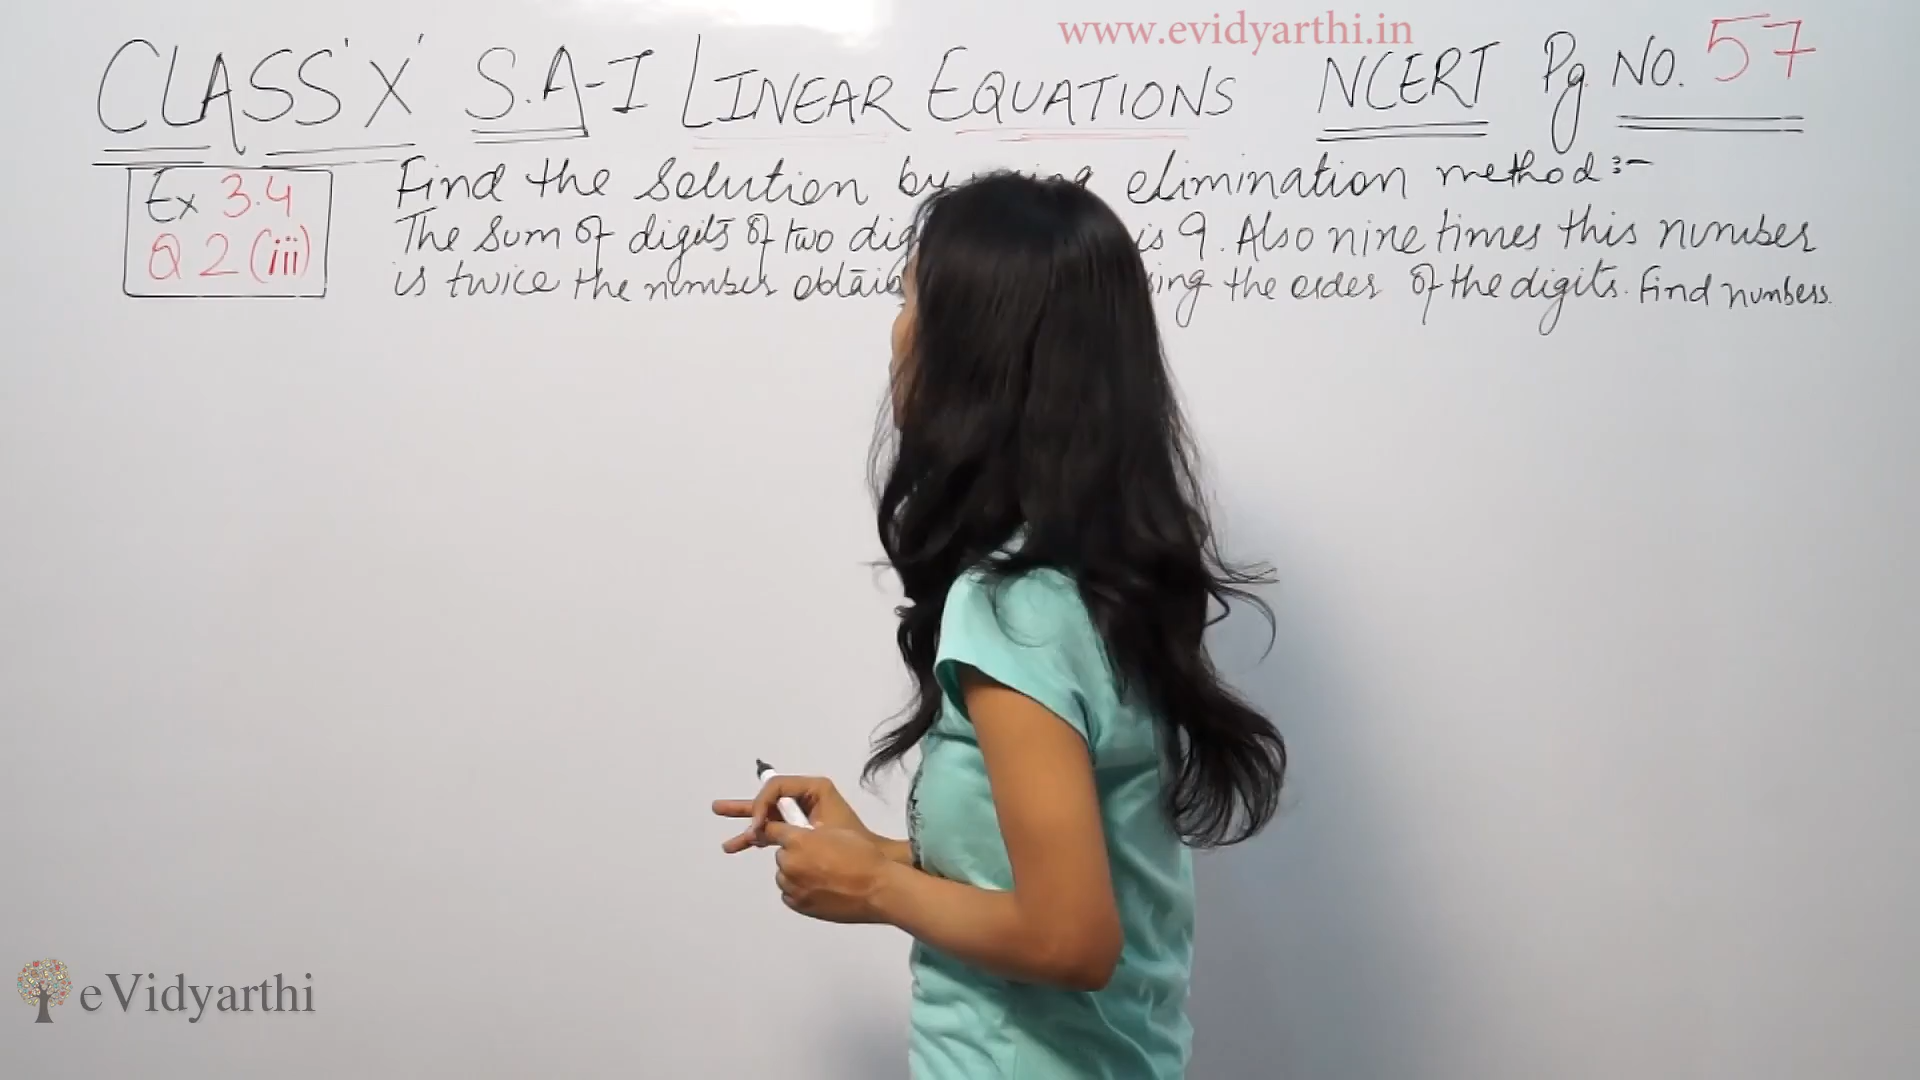 www.evidyarthi.in
CLASS 'X' S.A-I LINEAR EQUATIONS NCERT Pg NO. 57
Ex 3.4
Q 2 (iii)
Find the solution by elimination method:-
The sum of digits of two is 9. Also nine times this number
is twice the number the order of the digits. Find numbers.
eVidyarthi